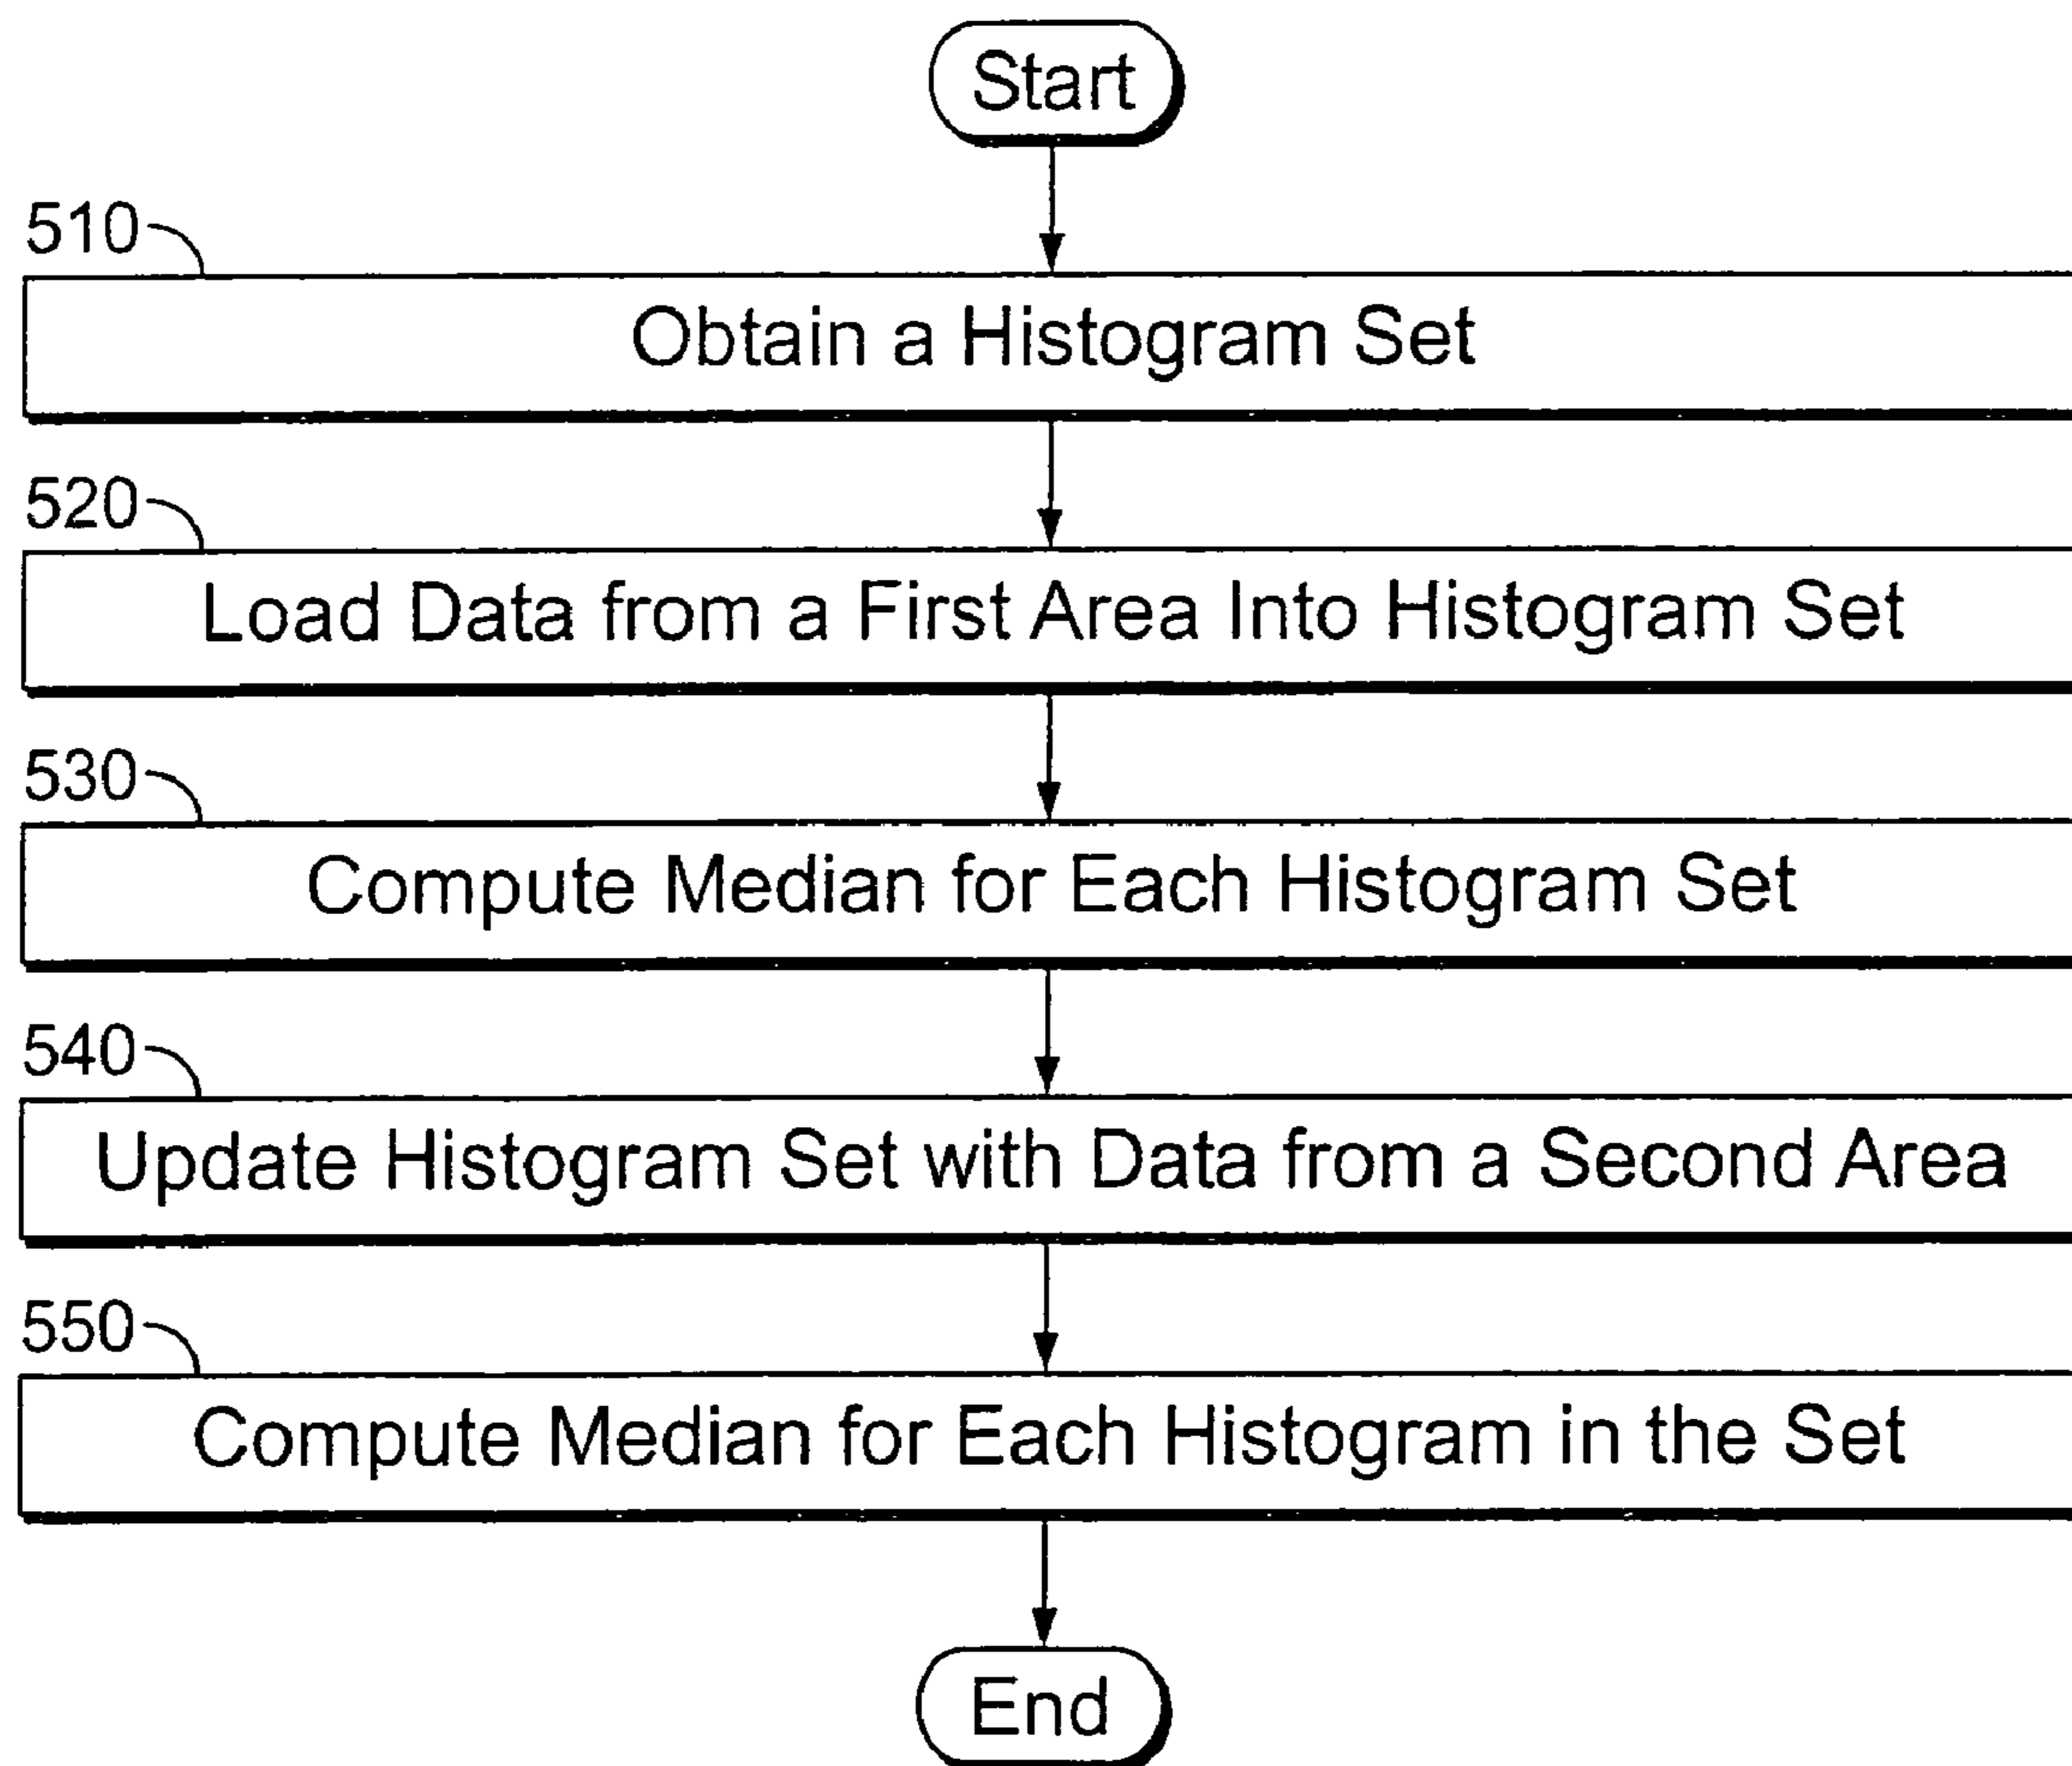 Start
510
Obtain a Histogram Set
520
Load Data from a First Area Into Histogram Set
530
Compute Median for Each Histogram Set
540
Update Histogram Set with Data from a Second Area
550
Compute Median for Each Histogram in the Set
End